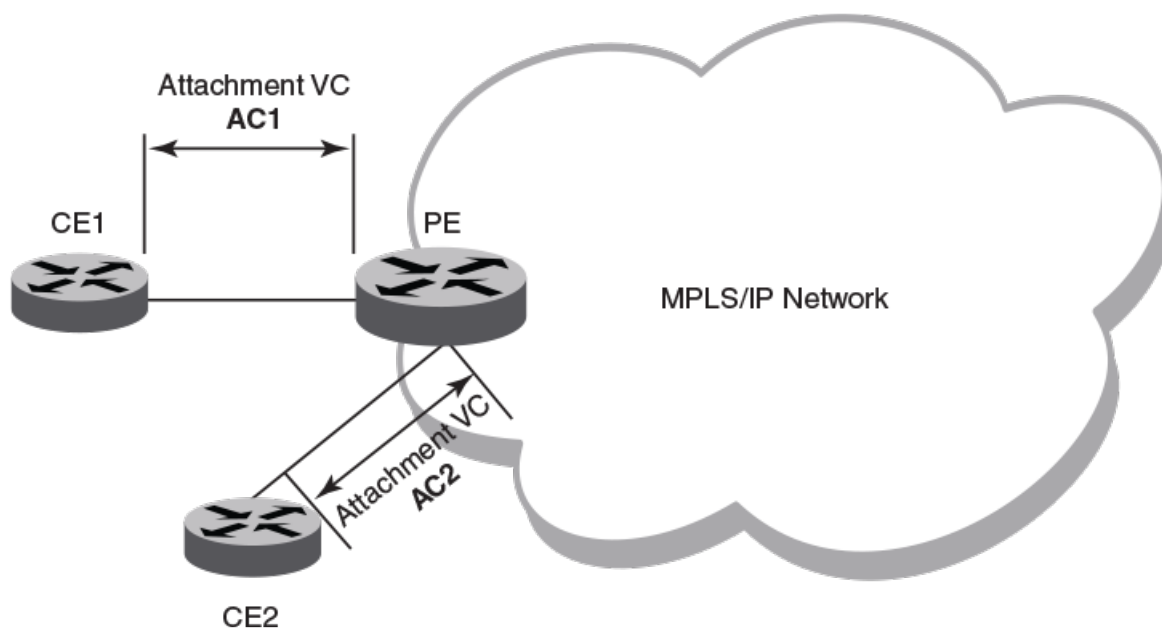 Attachment VC
AC1
CE1
PE
MPLS/IP Network
Attachment VC
AC2
CE2